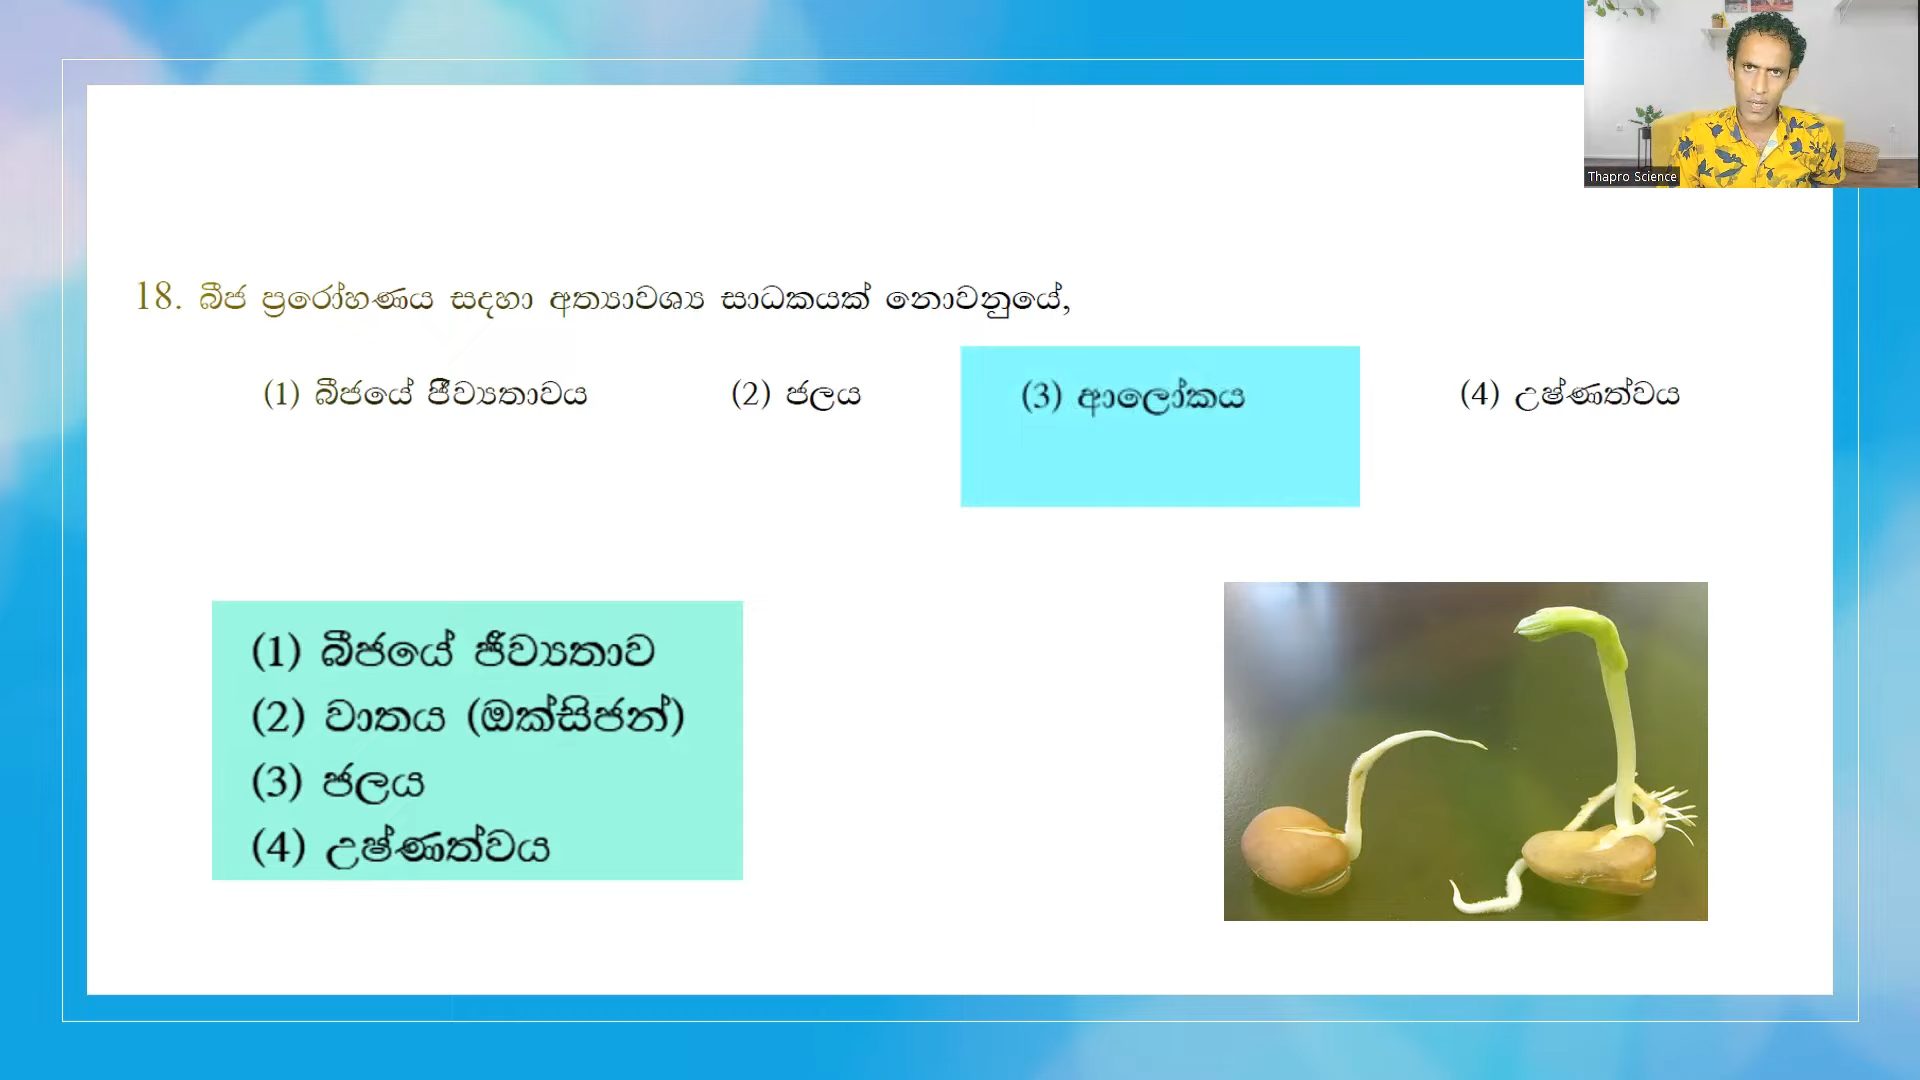 Thapro Science
18. බීජ ප්‍රරෝහණය සදහා අත්‍යාවශ්‍ය සාධකයක් නොවනුයේ,
(1) බීජයේ ජීව්‍යතාවය (2) ජලය (3) ආලෝකය (4) උෂ්ණත්වය
(1) බීජයේ ජීව්‍යතාව
(2) වාතය (ඔක්සිජන්)
(3) ජලය
(4) උෂ්ණත්වය